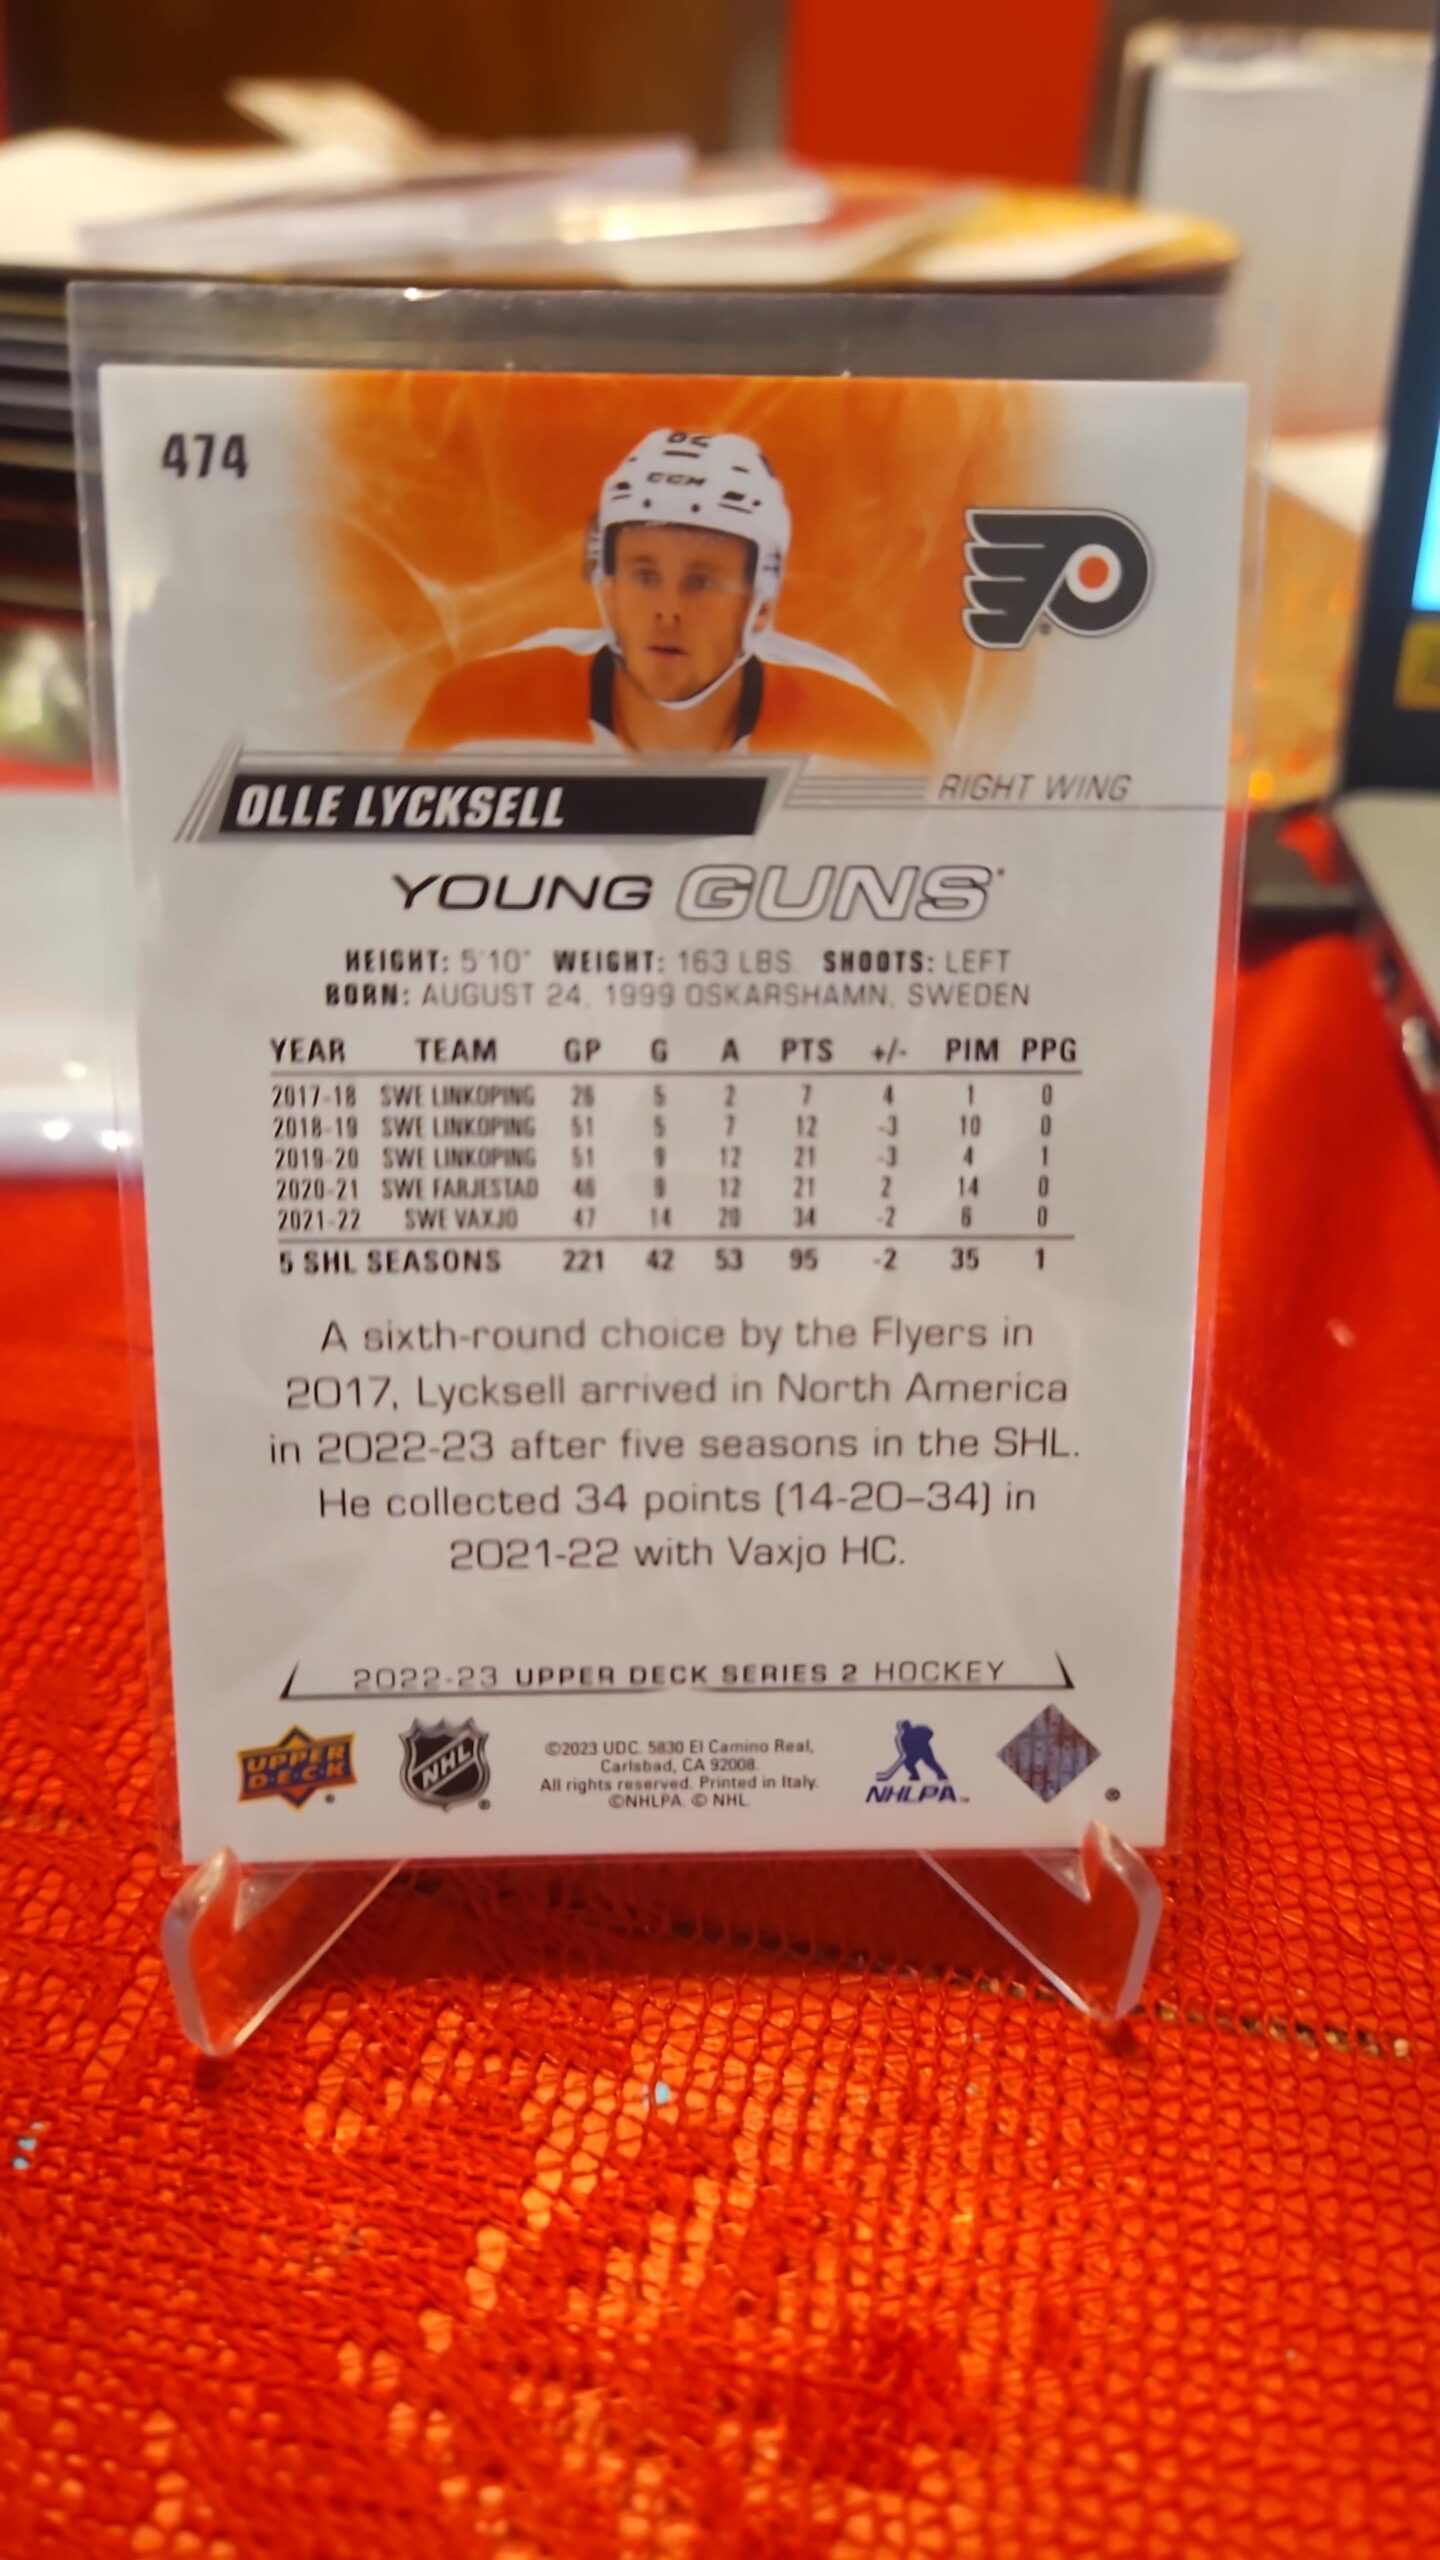 474
62
CCM
OLLE LYCKSELL
RIGHT WING
YOUNG GUNS
HEIGHT: 5'10" WEIGHT: 163 LBS. SHOOTS: LEFT
BORN: AUGUST 24, 1999 OSKARSHAMN, SWEDEN
YEAR TEAM GP G A PTS +/- PIM PPG
2017-18 SWE LINKOPING 26 5 2 7 4 1 0
2018-19 SWE LINKOPING 51 5 7 12 -3 10 0
2019-20 SWE LINKOPING 51 9 12 21 -3 4 1
2020-21 SWE FARJESTAD 46 9 12 21 2 14 0
2021-22 SWE VAXJO 47 14 20 34 -2 6 0
5 SHL SEASONS 221 42 53 95 -2 35 1
A sixth-round choice by the Flyers in
2017, Lycksell arrived in North America
in 2022-23 after five seasons in the SHL.
He collected 34 points (14-20–34) in
2021-22 with Vaxjo HC.
2022-23 UPPER DECK SERIES 2 HOCKEY
UPPER
D•E•C•K
NHL
©2023 UDC. 5830 El Camino Real,
Carlsbad, CA 92008.
All rights reserved. Printed in Italy.
©NHLPA. © NHL.
NHLPA™
®